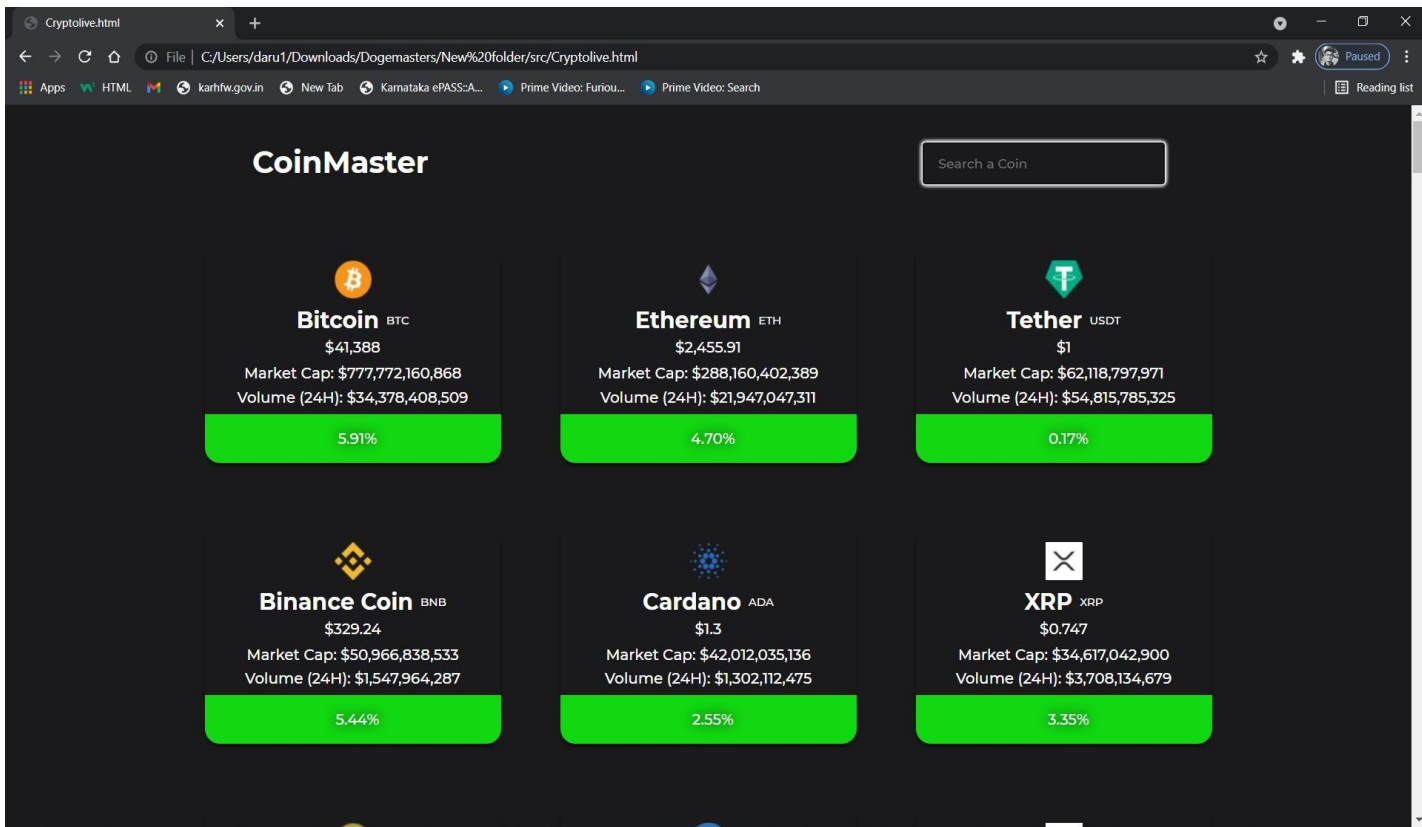 Cryptolive.html
File | C:/Users/daru1/Downloads/Dogemasters/New%20folder/src/Cryptolive.html
Paused
Apps HTML karhfw.gov.in New Tab Karnataka ePASS::A... Prime Video: Furiou... Prime Video: Search Reading list
CoinMaster
Search a Coin
Bitcoin BTC
$41,388
Market Cap: $777,772,160,868
Volume (24H): $34,378,408,509
5.91%
Ethereum ETH
$2,455.91
Market Cap: $288,160,402,389
Volume (24H): $21,947,047,311
4.70%
Tether USDT
$1
Market Cap: $62,118,797,971
Volume (24H): $54,815,785,325
0.17%
Binance Coin BNB
$329.24
Market Cap: $50,966,838,533
Volume (24H): $1,547,964,287
5.44%
Cardano ADA
$1.3
Market Cap: $42,012,035,136
Volume (24H): $1,302,112,475
2.55%
XRP XRP
$0.747
Market Cap: $34,617,042,900
Volume (24H): $3,708,134,679
3.35%